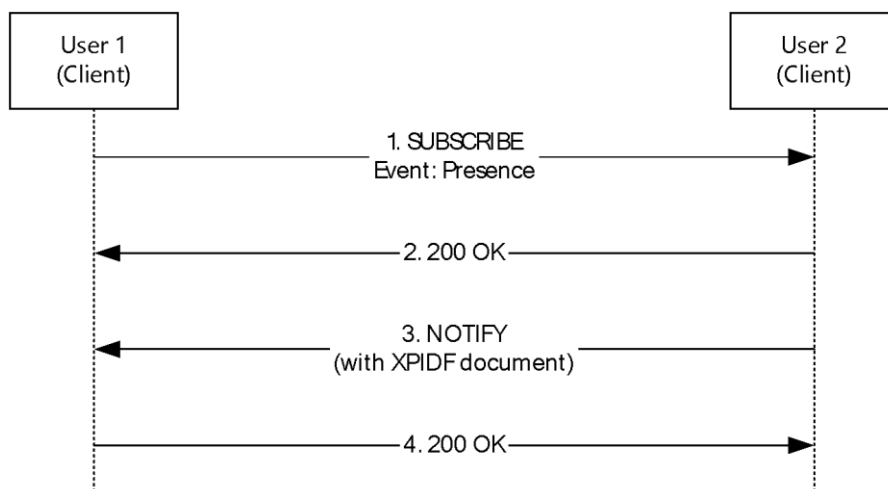 User 1
(Client)
User 2
(Client)
1. SUBSCRIBE
Event: Presence
2. 200 OK
3. NOTIFY
(with XPIDF document)
4. 200 OK